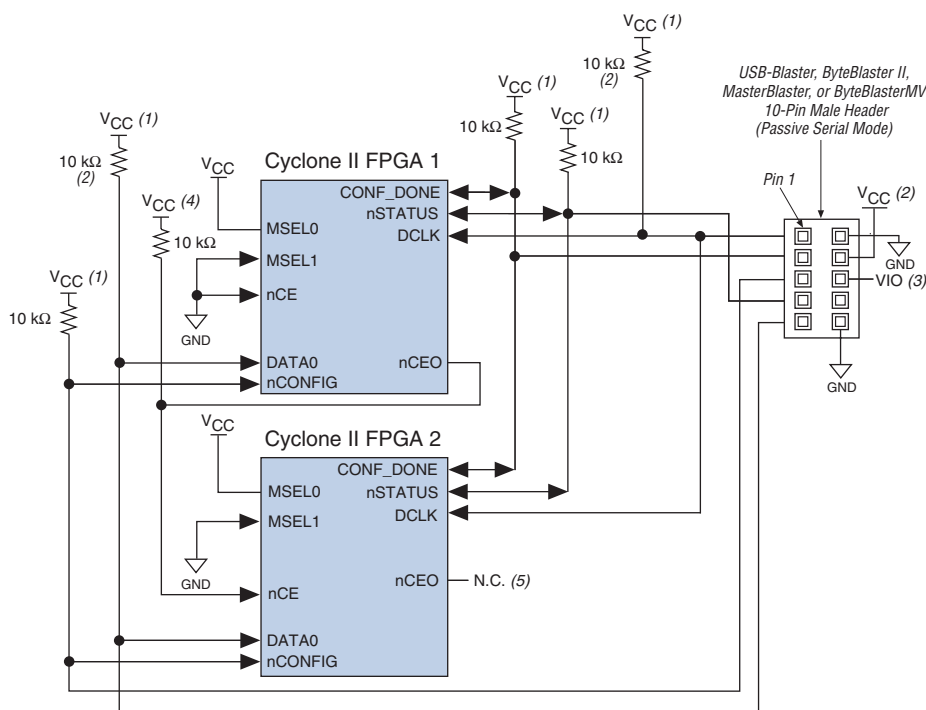 VCC (1)
10 kΩ
(2)
USB-Blaster, ByteBlaster II,
MasterBlaster, or ByteBlasterMV
10-Pin Male Header
(Passive Serial Mode)
VCC (1)
10 kΩ
VCC (1)
10 kΩ
VCC (1)
10 kΩ
(2)
VCC
Cyclone II FPGA 1
CONF_DONE
nSTATUS
DCLK
MSEL0
MSEL1
nCE
GND
DATA0
nCONFIG
nCEO
Pin 1
VCC (2)
GND
VIO (3)
GND
VCC (4)
10 kΩ
VCC (1)
10 kΩ
VCC
Cyclone II FPGA 2
CONF_DONE
nSTATUS
DCLK
MSEL0
MSEL1
GND
nCE
nCEO
N.C. (5)
DATA0
nCONFIG